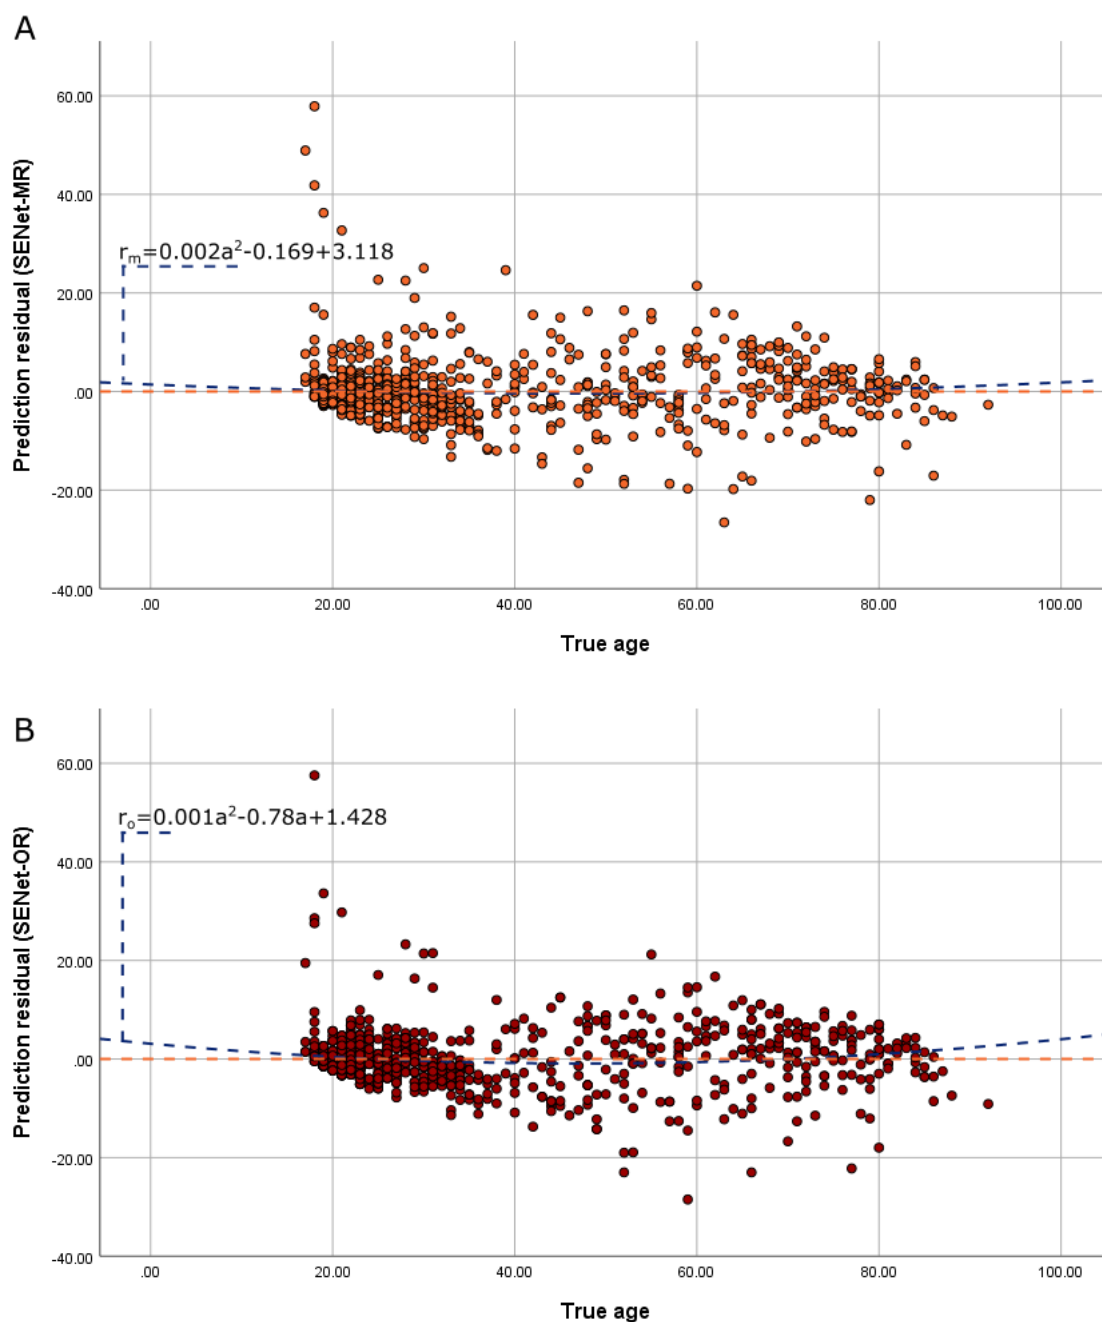 A
60.00
40.00
20.00
.00
-20.00
-40.00
Prediction residual (SENet-MR)
rₘ=0.002a²-0.169+3.118
.00 20.00 40.00 60.00 80.00 100.00
True age
B
60.00
40.00
20.00
.00
-20.00
-40.00
Prediction residual (SENet-OR)
rₒ=0.001a²-0.78a+1.428
.00 20.00 40.00 60.00 80.00 100.00
True age